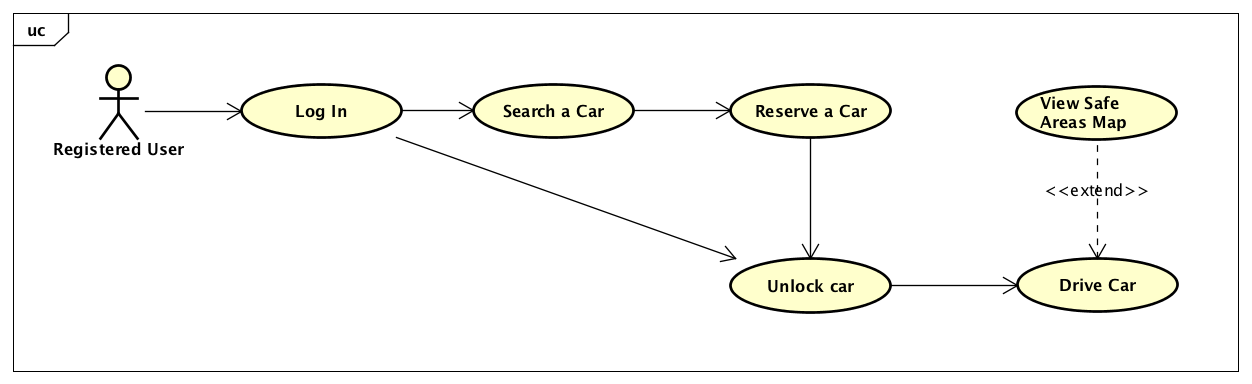 uc
Registered User
Log In
Search a Car
Reserve a Car
View Safe
Areas Map
<<extend>>
Unlock car
Drive Car